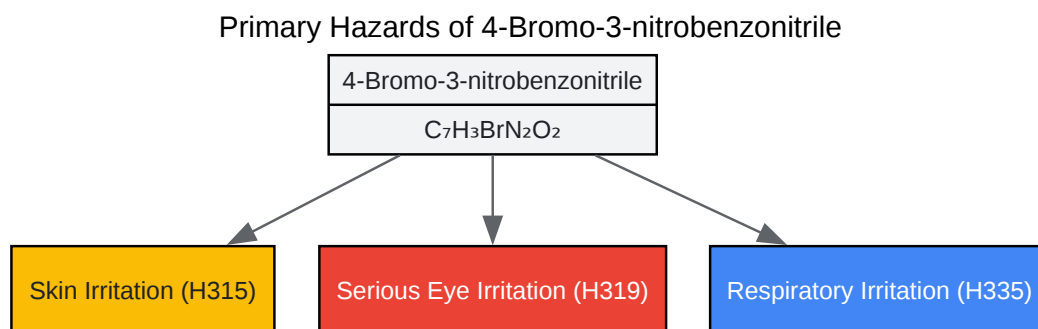 Primary Hazards of 4-Bromo-3-nitrobenzonitrile
4-Bromo-3-nitrobenzonitrile
C₇H₃BrN₂O₂
Skin Irritation (H315)
Serious Eye Irritation (H319)
Respiratory Irritation (H335)